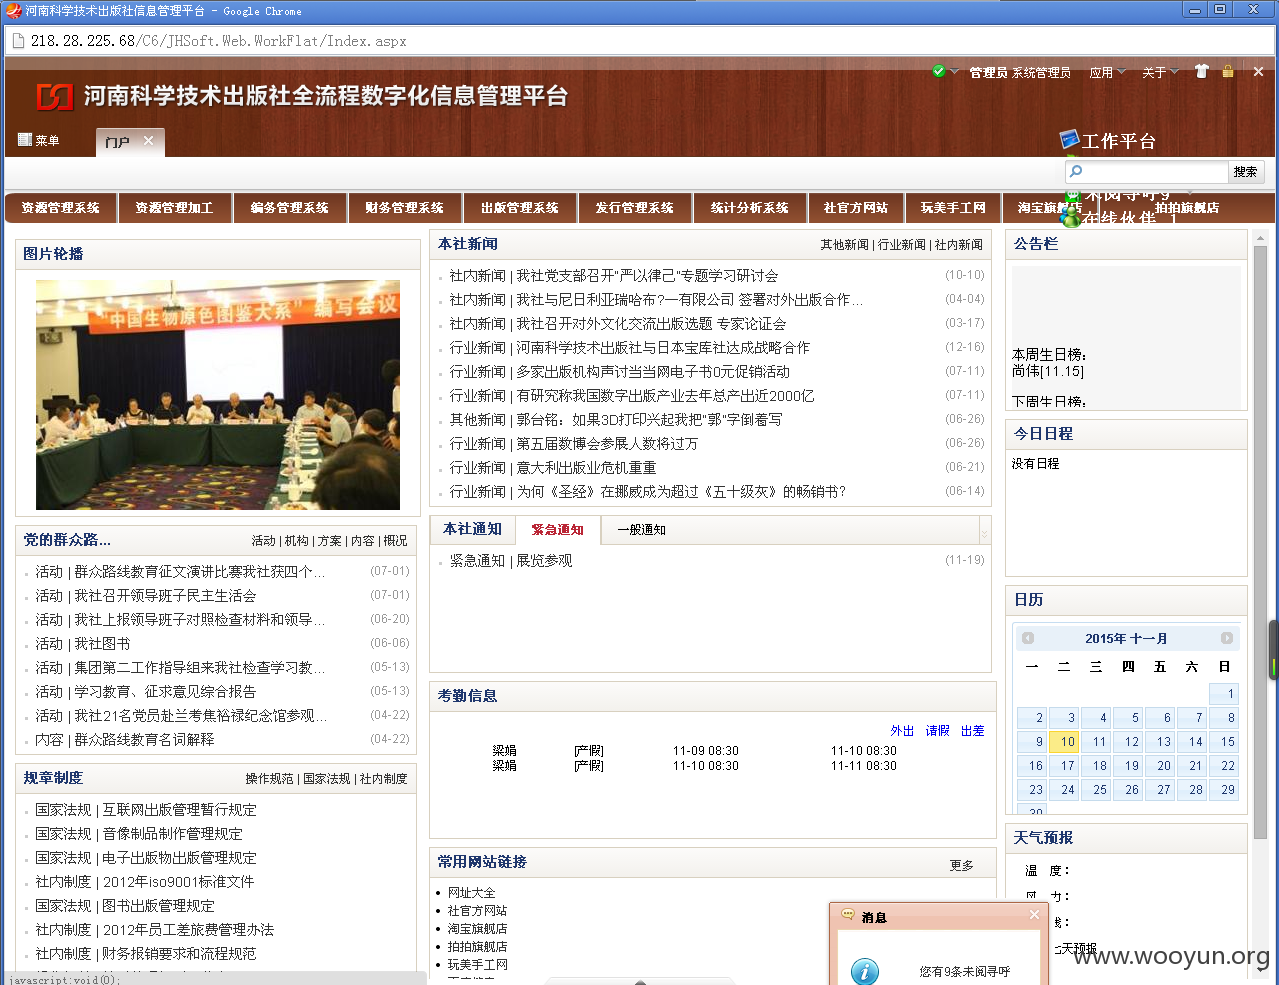 河南科学技术出版社信息管理平台 - Google Chrome
218.28.225.68/C6/JHSoft.Web.WorkFlat/Index.aspx
管理员 系统管理员 应用 关于
河南科学技术出版社全流程数字化信息管理平台
菜单 门户
工作平台
搜索
未阅寻呼9
在线伙伴 1
资源管理系统 资源管理加工 编务管理系统 财务管理系统 出版管理系统 发行管理系统 统计分析系统 社官方网站 玩美手工网 淘宝旗舰店 拍拍旗舰店
图片轮播
"中国生物原色图鉴大系" 编写会议
党的群众路... 活动 | 机构 | 方案 | 内容 | 概况
活动 | 群众路线教育征文演讲比赛我社获四个... (07-01)
活动 | 我社召开领导班子民主生活会 (07-01)
活动 | 我社上报领导班子对照检查材料和领导... (06-20)
活动 | 我社图书 (06-06)
活动 | 集团第二工作指导组来我社检查学习教... (05-13)
活动 | 学习教育、征求意见综合报告 (05-13)
活动 | 我社21名党员赴兰考焦裕禄纪念馆参观... (04-22)
内容 | 群众路线教育名词解释 (04-22)
规章制度 操作规范 | 国家法规 | 社内制度
国家法规 | 互联网出版管理暂行规定
国家法规 | 音像制品制作管理规定
国家法规 | 电子出版物出版管理规定
社内制度 | 2012年iso9001标准文件
国家法规 | 图书出版管理规定
社内制度 | 2012年员工差旅费管理办法
社内制度 | 财务报销要求和流程规范
javascript:void(0);
本社新闻 其他新闻 | 行业新闻 | 社内新闻
社内新闻 | 我社党支部召开"严以律己"专题学习研讨会 (10-10)
社内新闻 | 我社与尼日利亚瑞哈布?一有限公司 签署对外出版合作... (04-04)
社内新闻 | 我社召开对外文化交流出版选题 专家论证会 (03-17)
行业新闻 | 河南科学技术出版社与日本宝库社达成战略合作 (12-16)
行业新闻 | 多家出版机构声讨当当网电子书0元促销活动 (07-11)
行业新闻 | 有研究称我国数字出版产业去年总产出近2000亿 (07-11)
其他新闻 | 郭台铭：如果3D打印兴起我把"郭"字倒着写 (06-26)
行业新闻 | 第五届数博会参展人数将过万 (06-26)
行业新闻 | 意大利出版业危机重重 (06-21)
行业新闻 | 为何《圣经》在挪威成为超过《五十级灰》的畅销书? (06-14)
本社通知 紧急通知 一般通知
紧急通知 | 展览参观 (11-19)
考勤信息
外出 请假 出差
梁娟 [产假] 11-09 08:30 11-10 08:30
梁娟 [产假] 11-10 08:30 11-11 08:30
常用网站链接 更多
网址大全
社官方网站
淘宝旗舰店
拍拍旗舰店
玩美手工网
公告栏
本周生日榜：
尚伟[11.15]
下周生日榜：
今日日程
没有日程
日历
2015年 十一月
一 二 三 四 五 六 日
1
2 3 4 5 6 7 8
9 10 11 12 13 14 15
16 17 18 19 20 21 22
23 24 25 26 27 28 29
30
天气预报
温 度：
风 力：
线：
七天预报
消息
您有9条未阅寻呼
www.wooyun.org